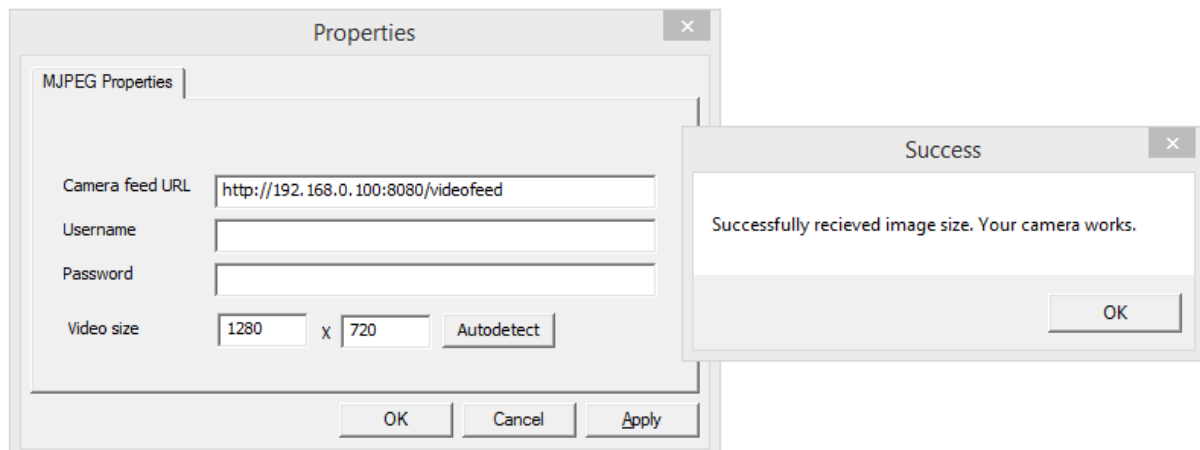 Properties
MJPEG Properties
Camera feed URL http://192.168.0.100:8080/videofeed
Username
Password
Video size 1280 x 720 Autodetect
OK Cancel Apply
Success
Successfully recieved image size. Your camera works.
OK